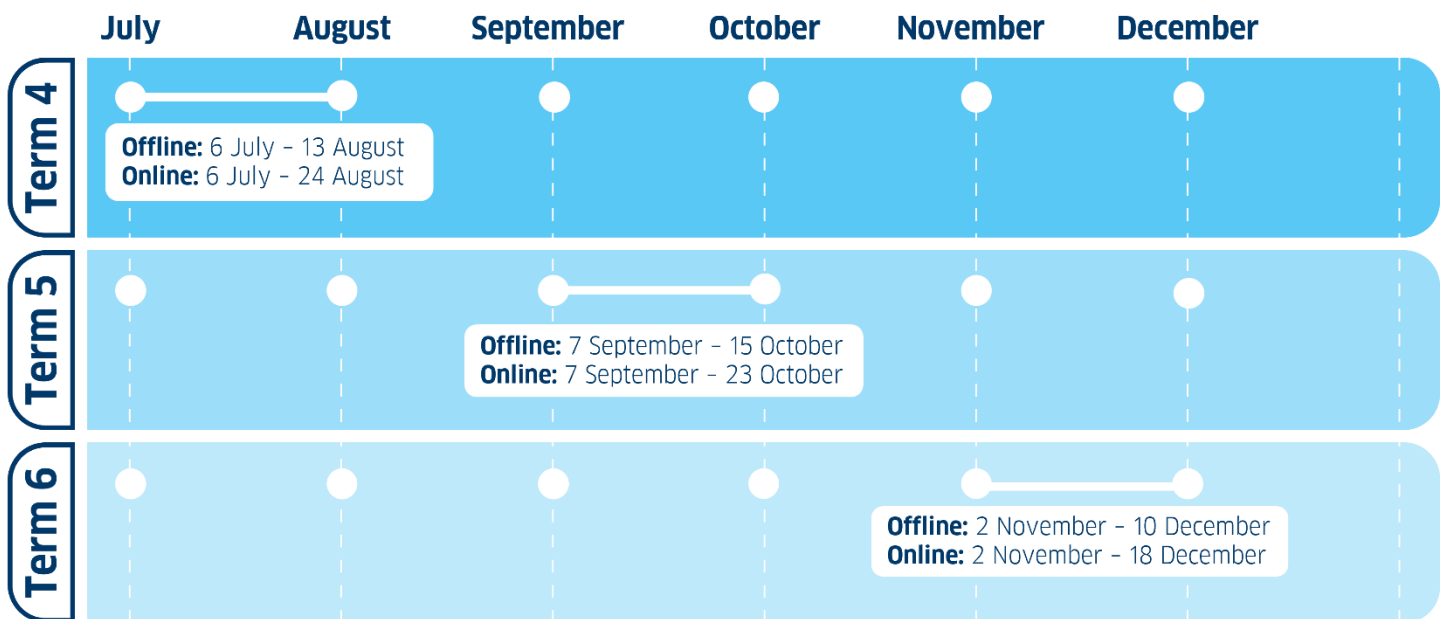 July August September October November December
Term 4
Offline: 6 July – 13 August
Online: 6 July – 24 August
Term 5
Offline: 7 September – 15 October
Online: 7 September – 23 October
Term 6
Offline: 2 November – 10 December
Online: 2 November – 18 December